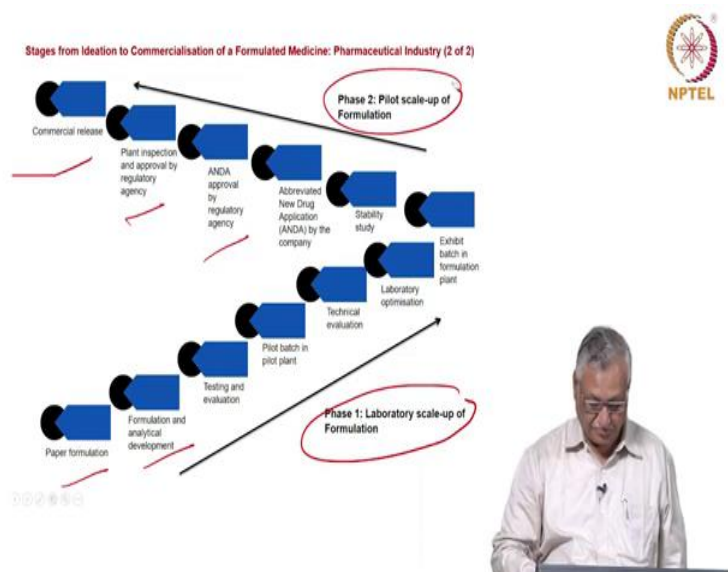 Stages from Ideation to Commercialisation of a Formulated Medicine: Pharmaceutical Industry (2 of 2)
NPTEL
Phase 2: Pilot scale-up of
Formulation
Commercial release
Plant inspection
and approval by
regulatory
agency
ANDA
approval
by
regulatory
agency
Abbreviated
New Drug
Application
(ANDA) by the
company
Stability
study
Exhibit
batch in
formulation
plant
Laboratory
optimisation
Technical
evaluation
Pilot batch in
pilot plant
Testing and
evaluation
Formulation and
analytical
development
Paper formulation
Phase 1: Laboratory scale-up of
Formulation